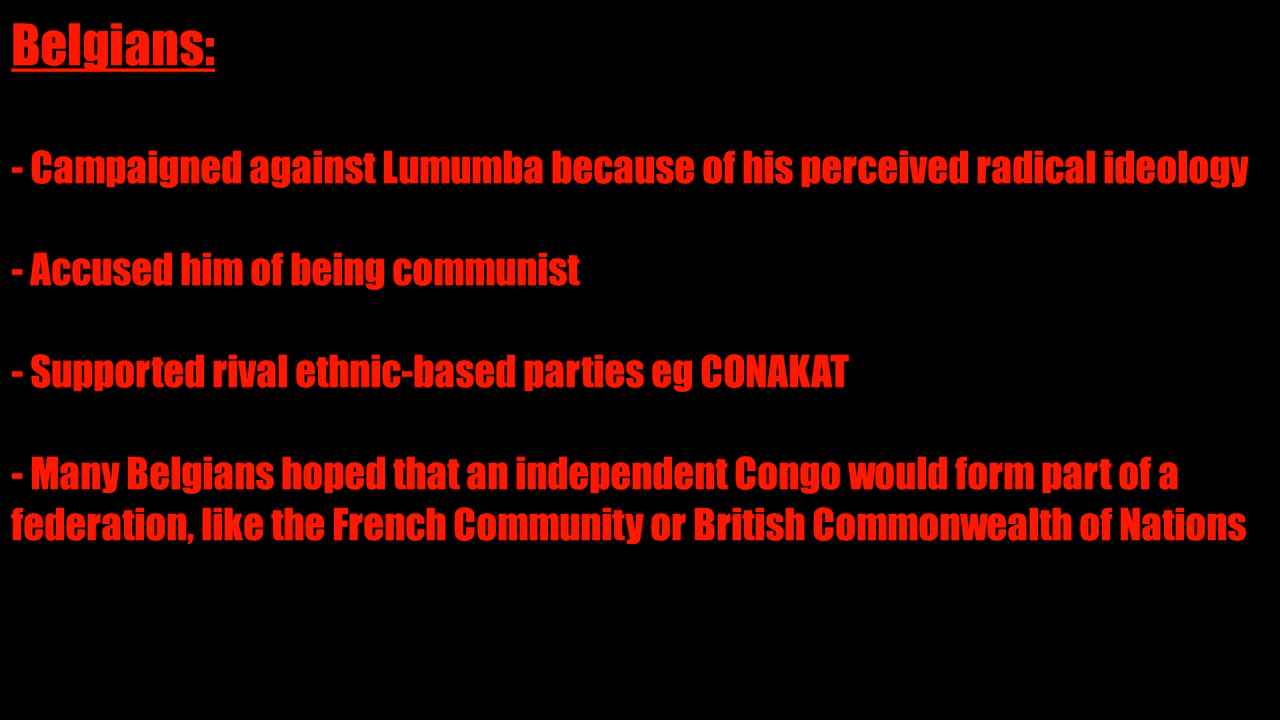 Belgians:
- Campaigned against Lumumba because of his perceived radical ideology
- Accused him of being communist
- Supported rival ethnic-based parties eg CONAKAT
- Many Belgians hoped that an independent Congo would form part of a
federation, like the French Community or British Commonwealth of Nations